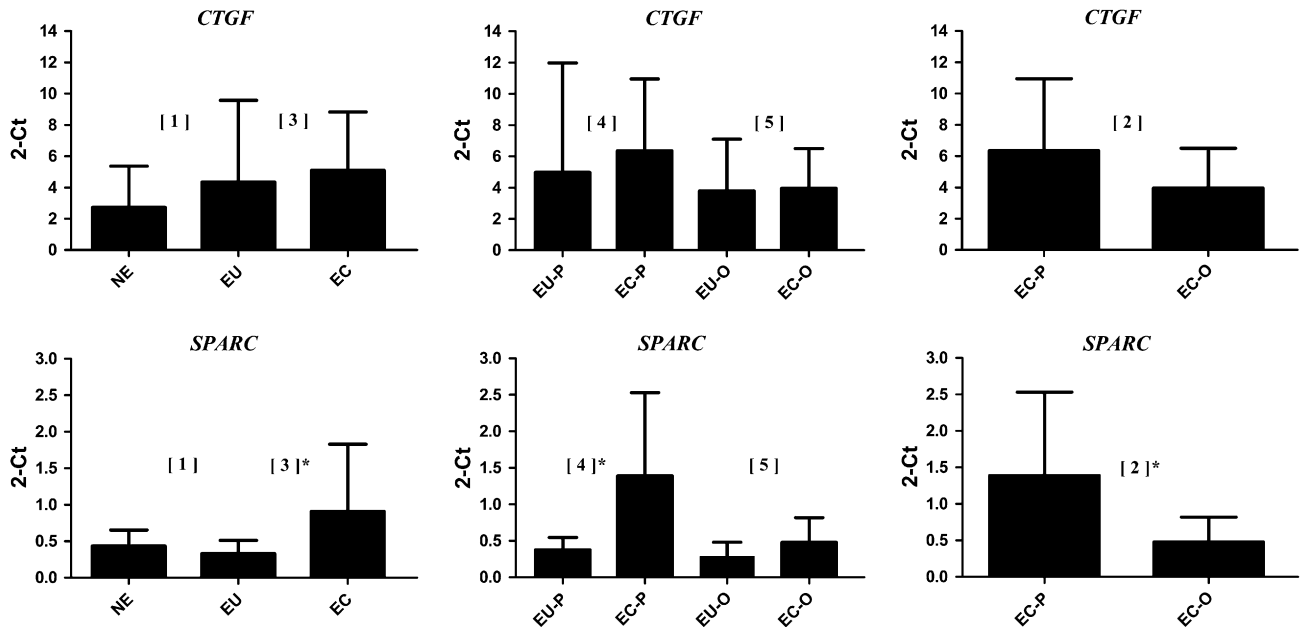 CTGF
14
12
10
8
6
4
2
0
2-Ct
[ 1 ]
[ 3 ]
NE
EU
EC
CTGF
14
12
10
8
6
4
2
0
2-Ct
[ 4 ]
[ 5 ]
EU-P
EC-P
EU-O
EC-O
CTGF
14
12
10
8
6
4
2
0
2-Ct
[ 2 ]
EC-P
EC-O
SPARC
3.0
2.5
2.0
1.5
1.0
0.5
0.0
2-Ct
[ 1 ]
[ 3 ]*
NE
EU
EC
SPARC
3.0
2.5
2.0
1.5
1.0
0.5
0.0
2-Ct
[ 4 ]*
[ 5 ]
EU-P
EC-P
EU-O
EC-O
SPARC
3.0
2.5
2.0
1.5
1.0
0.5
0.0
2-Ct
[ 2 ]*
EC-P
EC-O